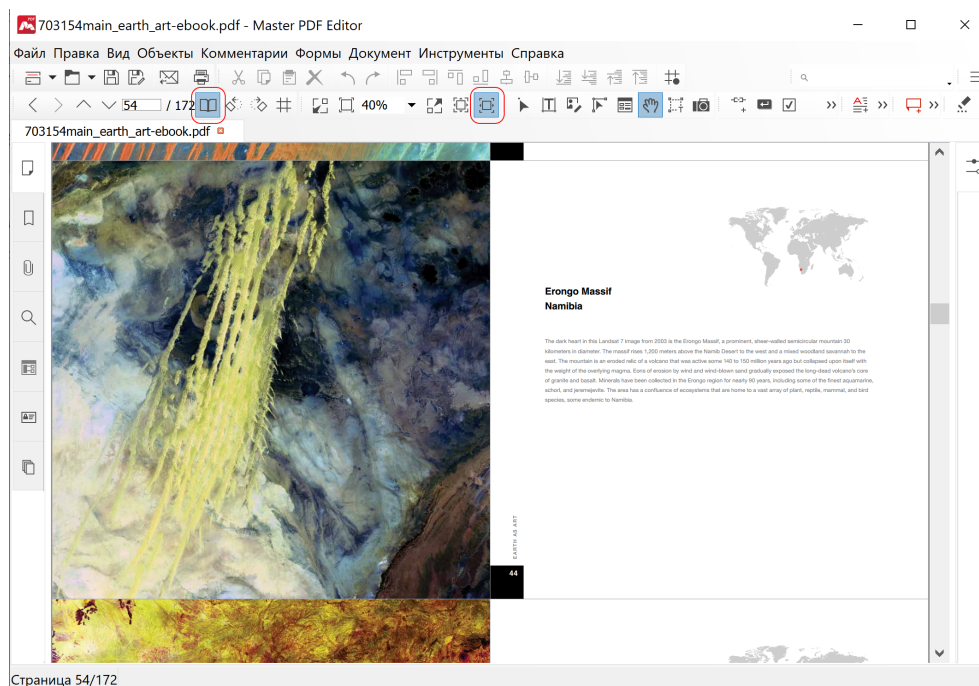 703154main_earth_art-ebook.pdf - Master PDF Editor
Файл Правка Вид Объекты Комментарии Формы Документ Инструменты Справка
54 / 172 40%
703154main_earth_art-ebook.pdf
Erongo Massif
Namibia
The dark heart in this Landsat 7 image from 2003 is the Erongo Massif, a prominent, sheer-walled semicircular mountain 30
kilometers in diameter. The massif rises 1,200 meters above the Namib Desert to the west and a mixed woodland savannah to the
east. The mountain is an eroded relic of a volcano that was active some 140 to 150 million years ago but collapsed upon itself with
the weight of the overlying magma. Eons of erosion by wind and wind-blown sand gradually exposed the long-dead volcano's core
of granite and basalt. Minerals have been collected in the Erongo region for nearly 90 years, including some of the finest aquamarine,
schorl, and jeremejevite. The area has a confluence of ecosystems that are home to a vast array of plant, reptile, mammal, and bird
species, some endemic to Namibia.
EARTH AS ART
44
Страница 54/172